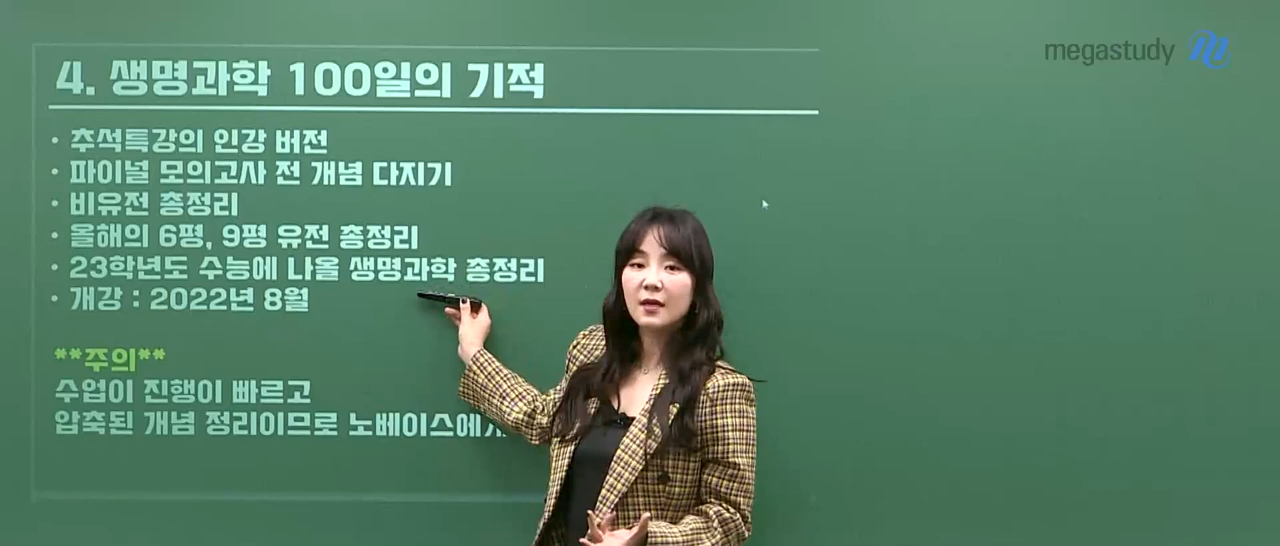 megastudy
4. 생명과학 100일의 기적
• 추석특강의 인강 버전
• 파이널 모의고사 전 개념 다지기
• 비유전 총정리
• 올해의 6평, 9평 유전 총정리
• 23학년도 수능에 나올 생명과학 총정리
• 개강 : 2022년 8월
**주의**
수업이 진행이 빠르고
압축된 개념 정리이므로 노베이스에서